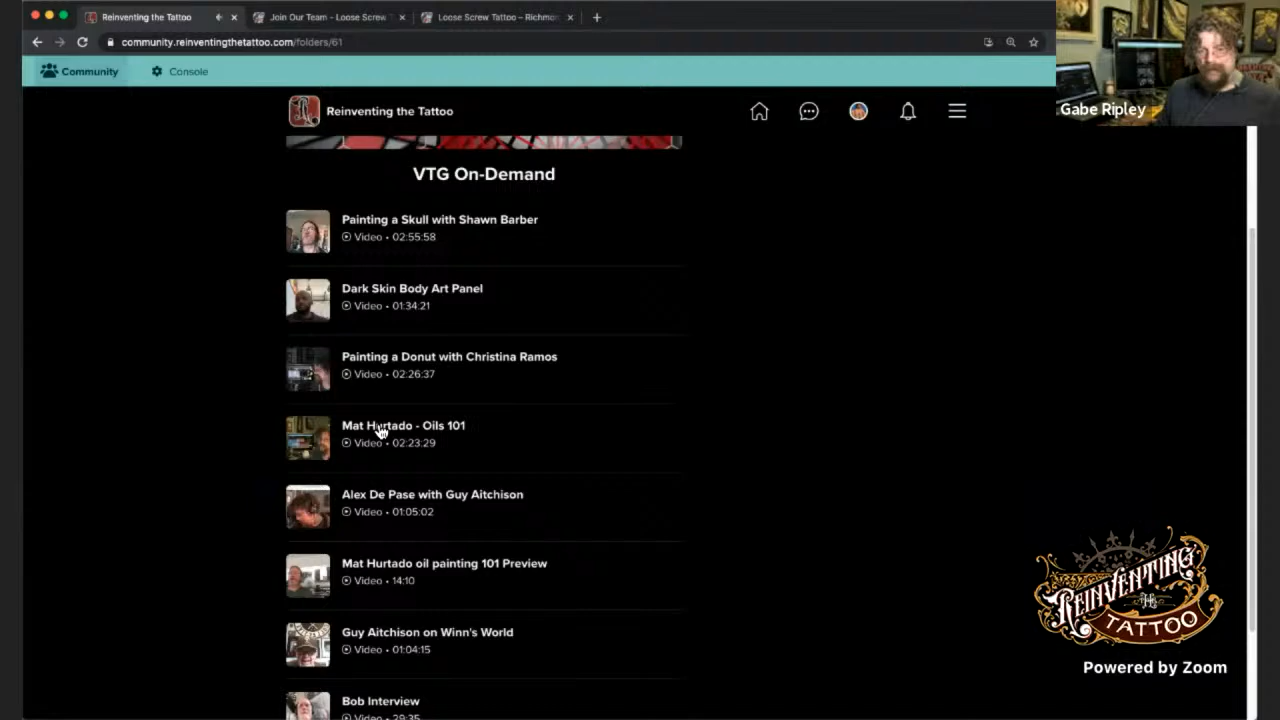 Reinventing the Tattoo
Join Our Team - Loose Screw T
Loose Screw Tattoo – Richmon
community.reinventingthetattoo.com/folders/61
Community
Console
Reinventing the Tattoo
Gabe Ripley
VTG On-Demand
Painting a Skull with Shawn Barber
Video • 02:55:58
Dark Skin Body Art Panel
Video • 01:34:21
Painting a Donut with Christina Ramos
Video • 02:26:37
Mat Hurtado - Oils 101
Video • 02:23:29
Alex De Pase with Guy Aitchison
Video • 01:05:02
Mat Hurtado oil painting 101 Preview
Video • 14:10
Guy Aitchison on Winn's World
Video • 01:04:15
Bob Interview
Video • 29:35
REINVENTING
THE
TATTOO
Powered by Zoom